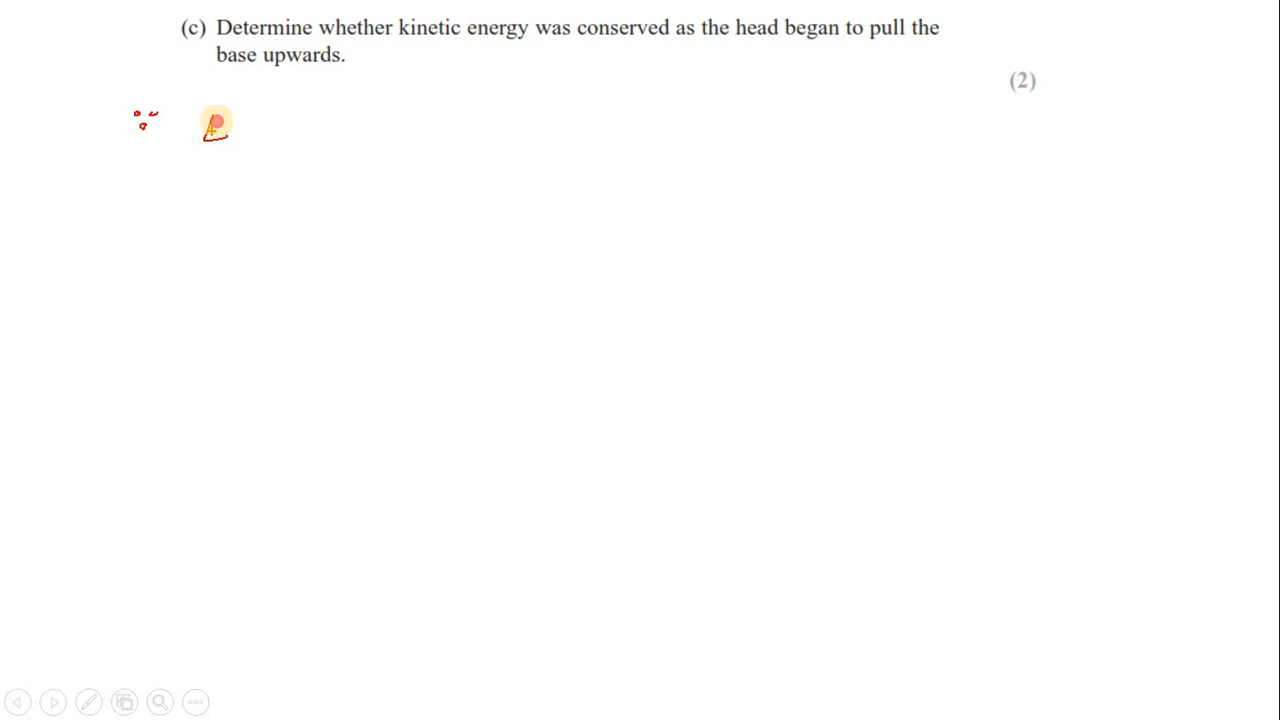 (c) Determine whether kinetic energy was conserved as the head began to pull the
base upwards.
(2)